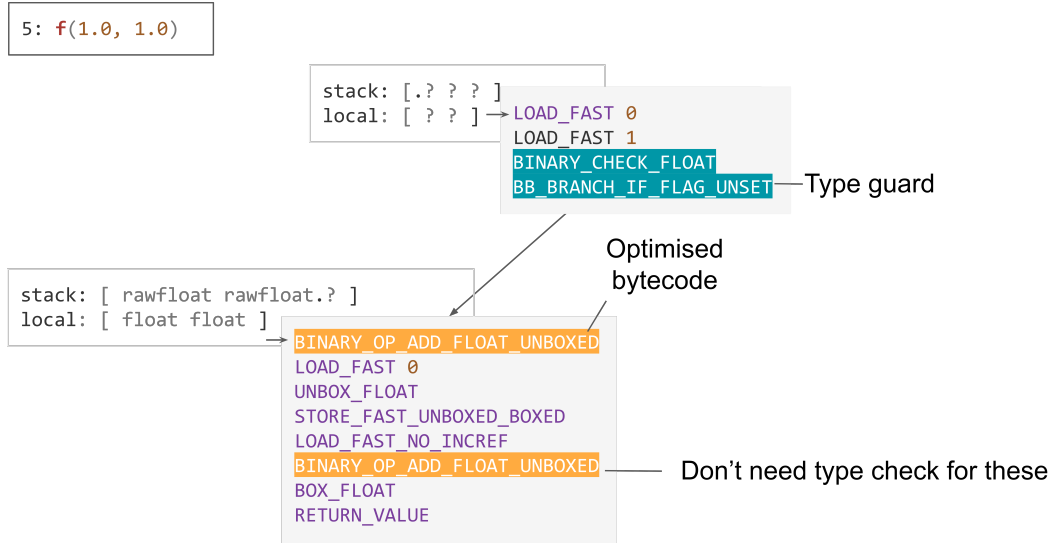 5: f(1.0, 1.0)
stack: [.? ? ? ]
local: [ ? ? ]
LOAD_FAST 0
LOAD_FAST 1
BINARY_CHECK_FLOAT
BB_BRANCH_IF_FLAG_UNSET
Type guard
Optimised
bytecode
stack: [ rawfloat rawfloat.? ]
local: [ float float ]
BINARY_OP_ADD_FLOAT_UNBOXED
LOAD_FAST 0
UNBOX_FLOAT
STORE_FAST_UNBOXED_BOXED
LOAD_FAST_NO_INCREF
BINARY_OP_ADD_FLOAT_UNBOXED
Don’t need type check for these
BOX_FLOAT
RETURN_VALUE